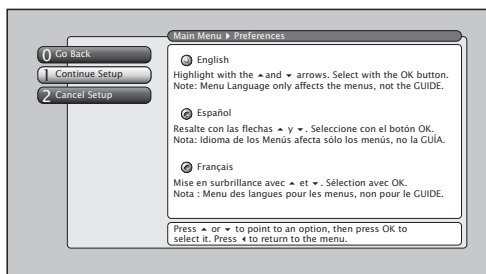 Main Menu ▸ Preferences
0 Go Back
1 Continue Setup
2 Cancel Setup
English
Highlight with the ▲ and ▼ arrows. Select with the OK button.
Note: Menu Language only affects the menus, not the GUIDE.
Español
Resalte con las flechas ▲ y ▼. Seleccione con el botón OK.
Nota: Idioma de los Menús afecta sólo los menús, no la GUÍA.
Français
Mise en surbrillance avec ▲ et ▼. Sélection avec OK.
Nota : Menu des langues pour les menus, non pour le GUIDE.
Press ▲ or ▼ to point to an option, then press OK to
select it. Press ◂ to return to the menu.